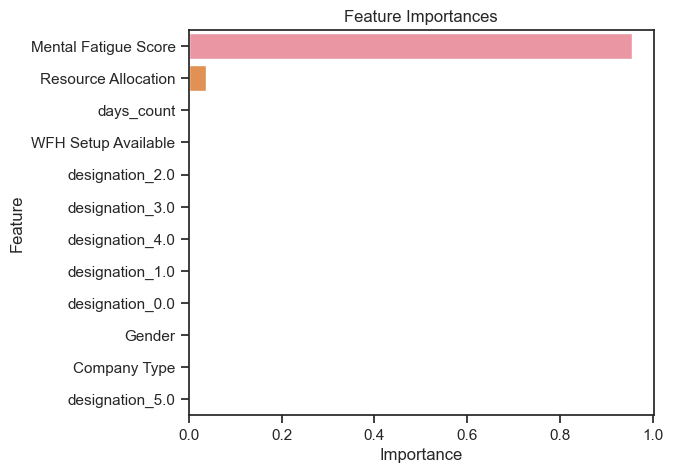 Feature Importances
Mental Fatigue Score
Resource Allocation
days_count
WFH Setup Available
designation_2.0
designation_3.0
designation_4.0
designation_1.0
designation_0.0
Gender
Company Type
designation_5.0
Feature
0.0 0.2 0.4 0.6 0.8 1.0
Importance